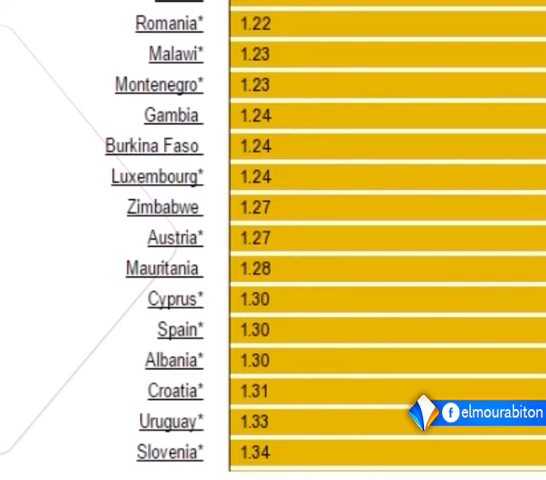 Romania* 1.22
Malawi* 1.23
Montenegro* 1.23
Gambia 1.24
Burkina Faso 1.24
Luxembourg* 1.24
Zimbabwe 1.27
Austria* 1.27
Mauritania 1.28
Cyprus* 1.30
Spain* 1.30
Albania* 1.30
Croatia* 1.31
elmourabiton
Uruguay* 1.33
Slovenia* 1.34